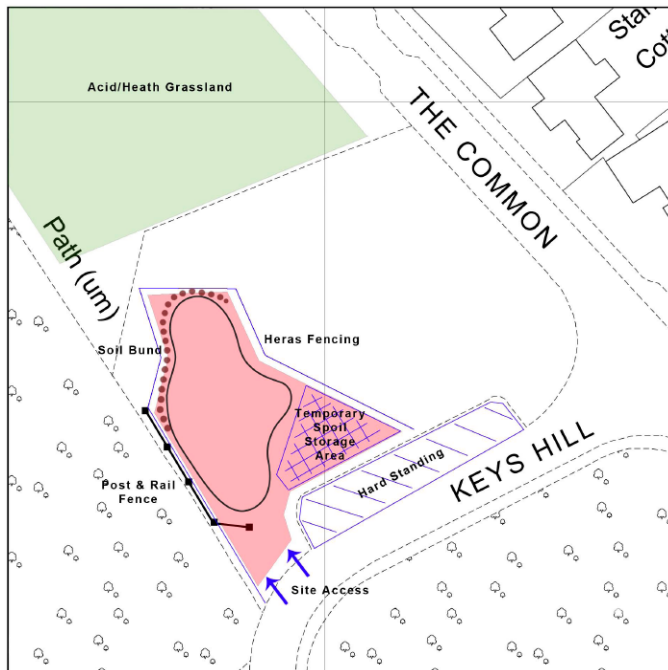 Acid/Heath Grassland
THE COMMON
Path (um)
Soil Bund
Heras Fencing
Temporary
Spoil
Storage
Area
Hard Standing
KEYS HILL
Post & Rail
Fence
Site Access